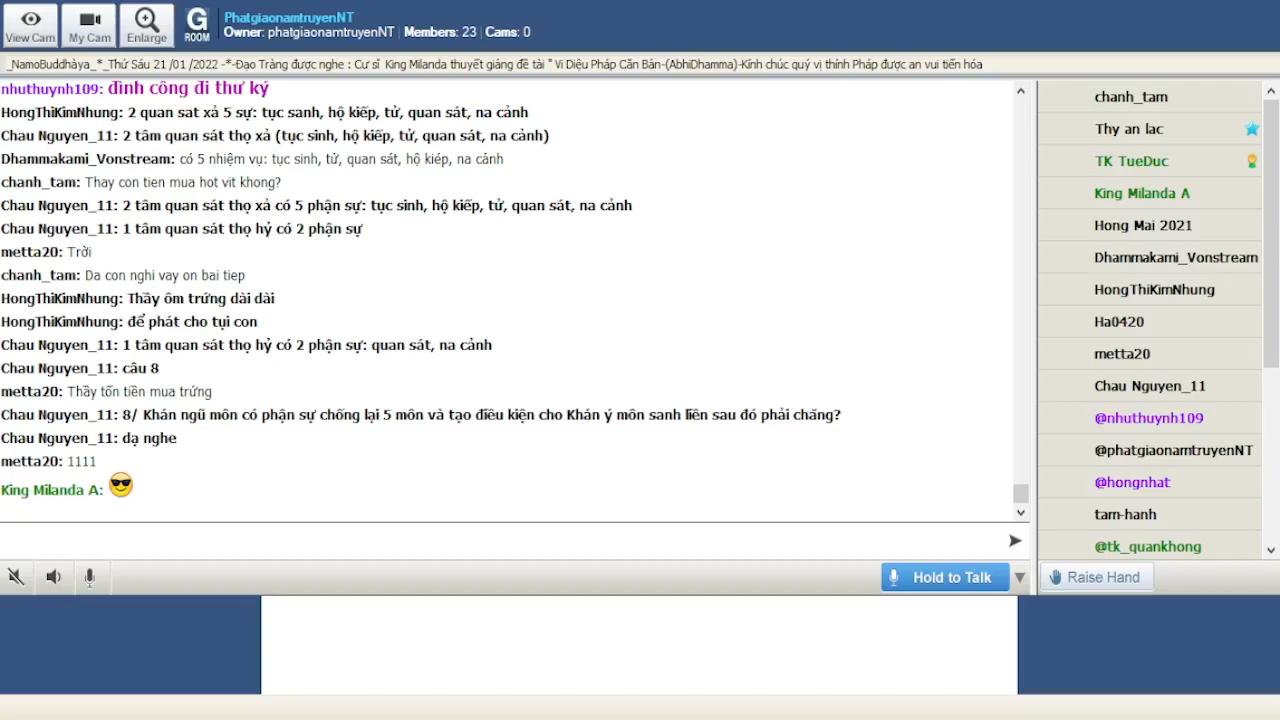 View Cam
My Cam
Enlarge
G
ROOM
PhatgiaonamtruyenNT
Owner: phatgiaonamtruyenNT | Members: 23 | Cams: 0
_NamoBuddhàya_*_Thứ Sáu 21 /01 /2022 -*-Đạo Tràng được nghe : Cư sĩ King Milanda thuyết giảng đề tài " Vi Diệu Pháp Căn Bản-(AbhiDhamma)-Kính chúc quý vị thính Pháp được an vui tiến hóa
nhuthuynh109: đình công đi thư ký
HongThiKimNhung: 2 quan sat xả 5 sự: tục sanh, hộ kiếp, tử, quan sát, na cảnh
Chau Nguyen_11: 2 tâm quan sát thọ xả (tục sinh, hộ kiếp, tử, quan sát, na cảnh)
Dhammakami_Vonstream: có 5 nhiệm vụ: tục sinh, tử, quan sát, hộ kiép, na cảnh
chanh_tam: Thay con tien mua hot vit khong?
Chau Nguyen_11: 2 tâm quan sát thọ xả có 5 phận sự: tục sinh, hộ kiếp, tử, quan sát, na cảnh
Chau Nguyen_11: 1 tâm quan sát thọ hỷ có 2 phận sự
metta20: Trời
chanh_tam: Da con nghi vay on bai tiep
HongThiKimNhung: Thầy ôm trứng dài dài
HongThiKimNhung: để phát cho tụi con
Chau Nguyen_11: 1 tâm quan sát thọ hỷ có 2 phận sự: quan sát, na cảnh
Chau Nguyen_11: câu 8
metta20: Thầy tốn tiền mua trứng
Chau Nguyen_11: 8/ Khán ngũ môn có phận sự chống lại 5 môn và tạo điều kiện cho Khán ý môn sanh liền sau đó phải chăng?
Chau Nguyen_11: dạ nghe
metta20: 1111
King Milanda A:
Hold to Talk
chanh_tam
Thy an lac
TK TueDuc
King Milanda A
Hong Mai 2021
Dhammakami_Vonstream
HongThiKimNhung
Ha0420
metta20
Chau Nguyen_11
@nhuthuynh109
@phatgiaonamtruyenNT
@hongnhat
tam-hanh
@tk_quankhong
Raise Hand